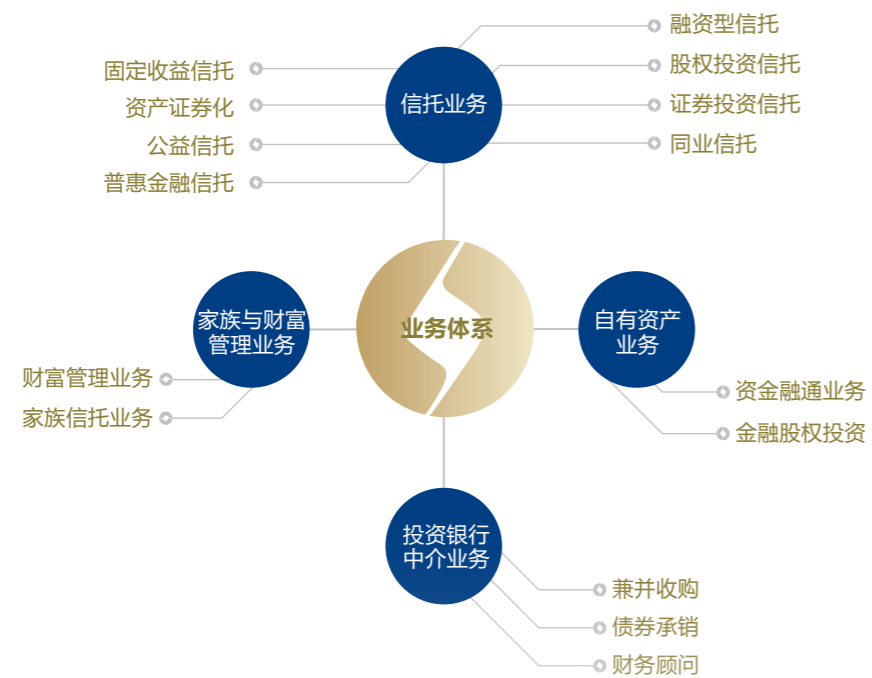 融资型信托
固定收益信托
股权投资信托
资产证券化
信托业务
证券投资信托
公益信托
同业信托
普惠金融信托
家族与财富
管理业务
业务体系
自有资产
业务
财富管理业务
家族信托业务
资金融通业务
金融股权投资
投资银行
中介业务
兼并收购
债券承销
财务顾问